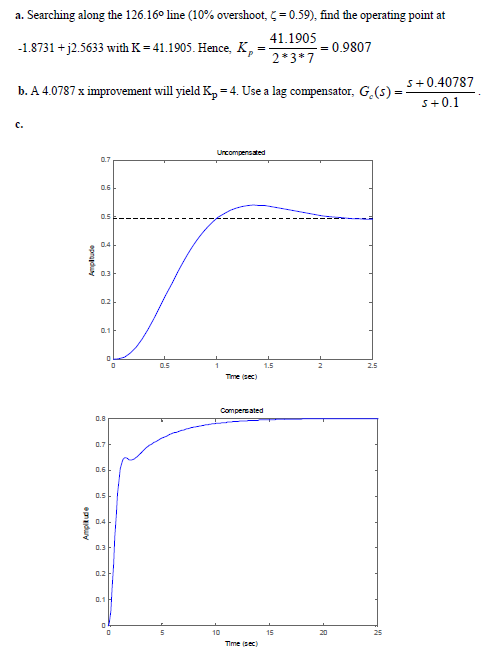 a. Searching along the 126.16º line (10% overshoot, ζ = 0.59), find the operating point at
-1.8731 + j2.5633 with K = 41.1905. Hence, K_p = 41.1905 / 2*3*7 = 0.9807
b. A 4.0787 x improvement will yield K_p = 4. Use a lag compensator, G_c(s) = s + 0.40787 / s + 0.1 .
c.
Uncompensated
0.7
0.6
0.5
0.4
0.3
0.2
0.1
0
Amplitude
0 0.5 1 1.5 2 2.5
Time (sec)
Compensated
0.8
0.7
0.6
0.5
0.4
0.3
0.2
0.1
0
Amplitude
0 5 10 15 20 25
Time (sec)